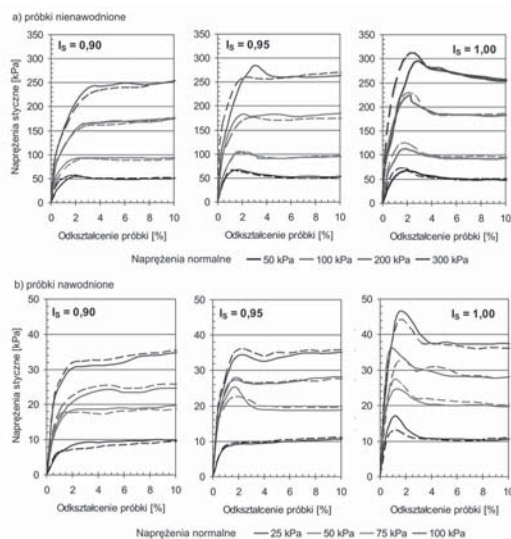 a) próbki nienawodnione
Naprężenia styczne [kPa]
I_S = 0,90
350
300
250
200
150
100
50
0
0 2 4 6 8 10
Odkształcenie próbki [%]
I_S = 0,95
350
300
250
200
150
100
50
0
0 2 4 6 8 10
Odkształcenie próbki [%]
I_S = 1,00
350
300
250
200
150
100
50
0
0 2 4 6 8 10
Odkształcenie próbki [%]
Naprężenia normalne 50 kPa 100 kPa 200 kPa 300 kPa
b) próbki nawodnione
Naprężenia styczne [kPa]
I_S = 0,90
50
40
30
20
10
0
0 2 4 6 8 10
Odkształcenie próbki [%]
I_S = 0,95
50
40
30
20
10
0
0 2 4 6 8 10
Odkształcenie próbki [%]
I_S = 1,00
50
40
30
20
10
0
0 2 4 6 8 10
Odkształcenie próbki [%]
Naprężenia normalne 25 kPa 50 kPa 75 kPa 100 kPa